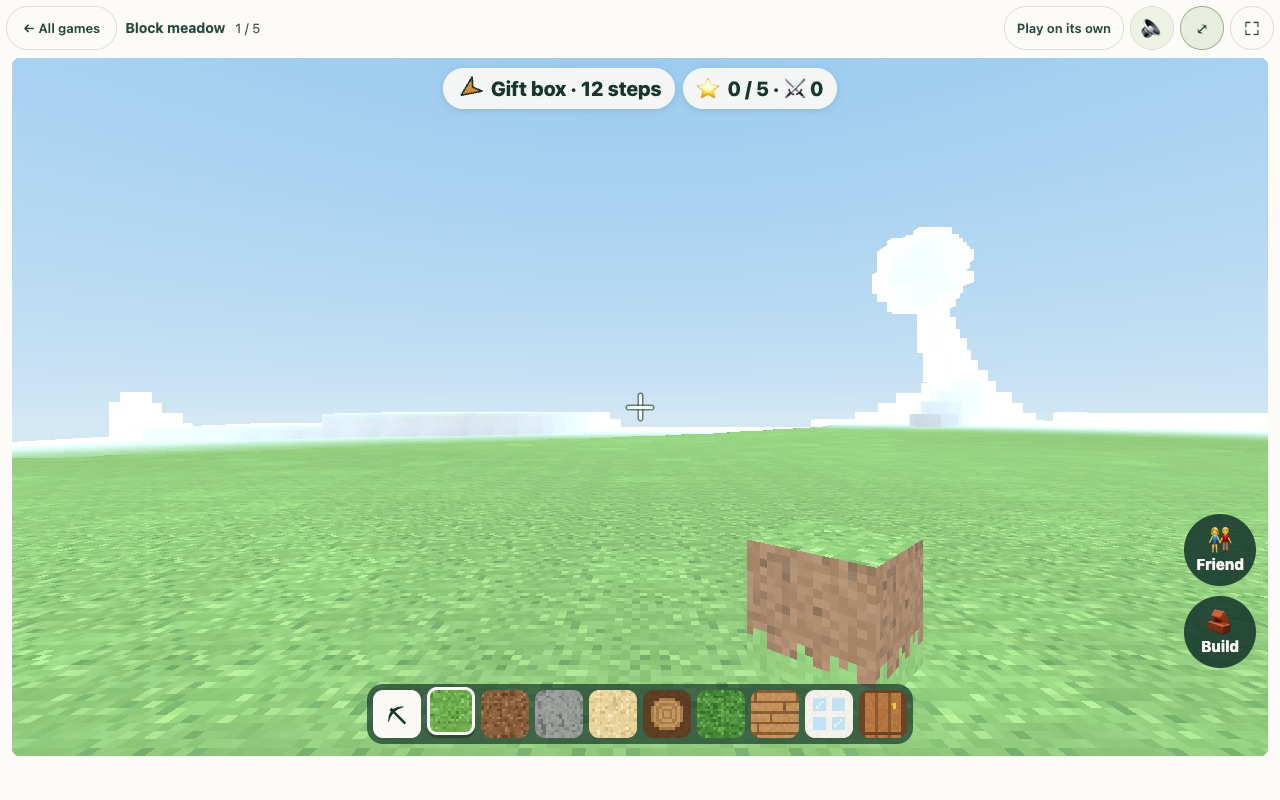 ← All games
Block meadow 1 / 5
Play on its own
Gift box · 12 steps
0 / 5 · 0
Friend
Build